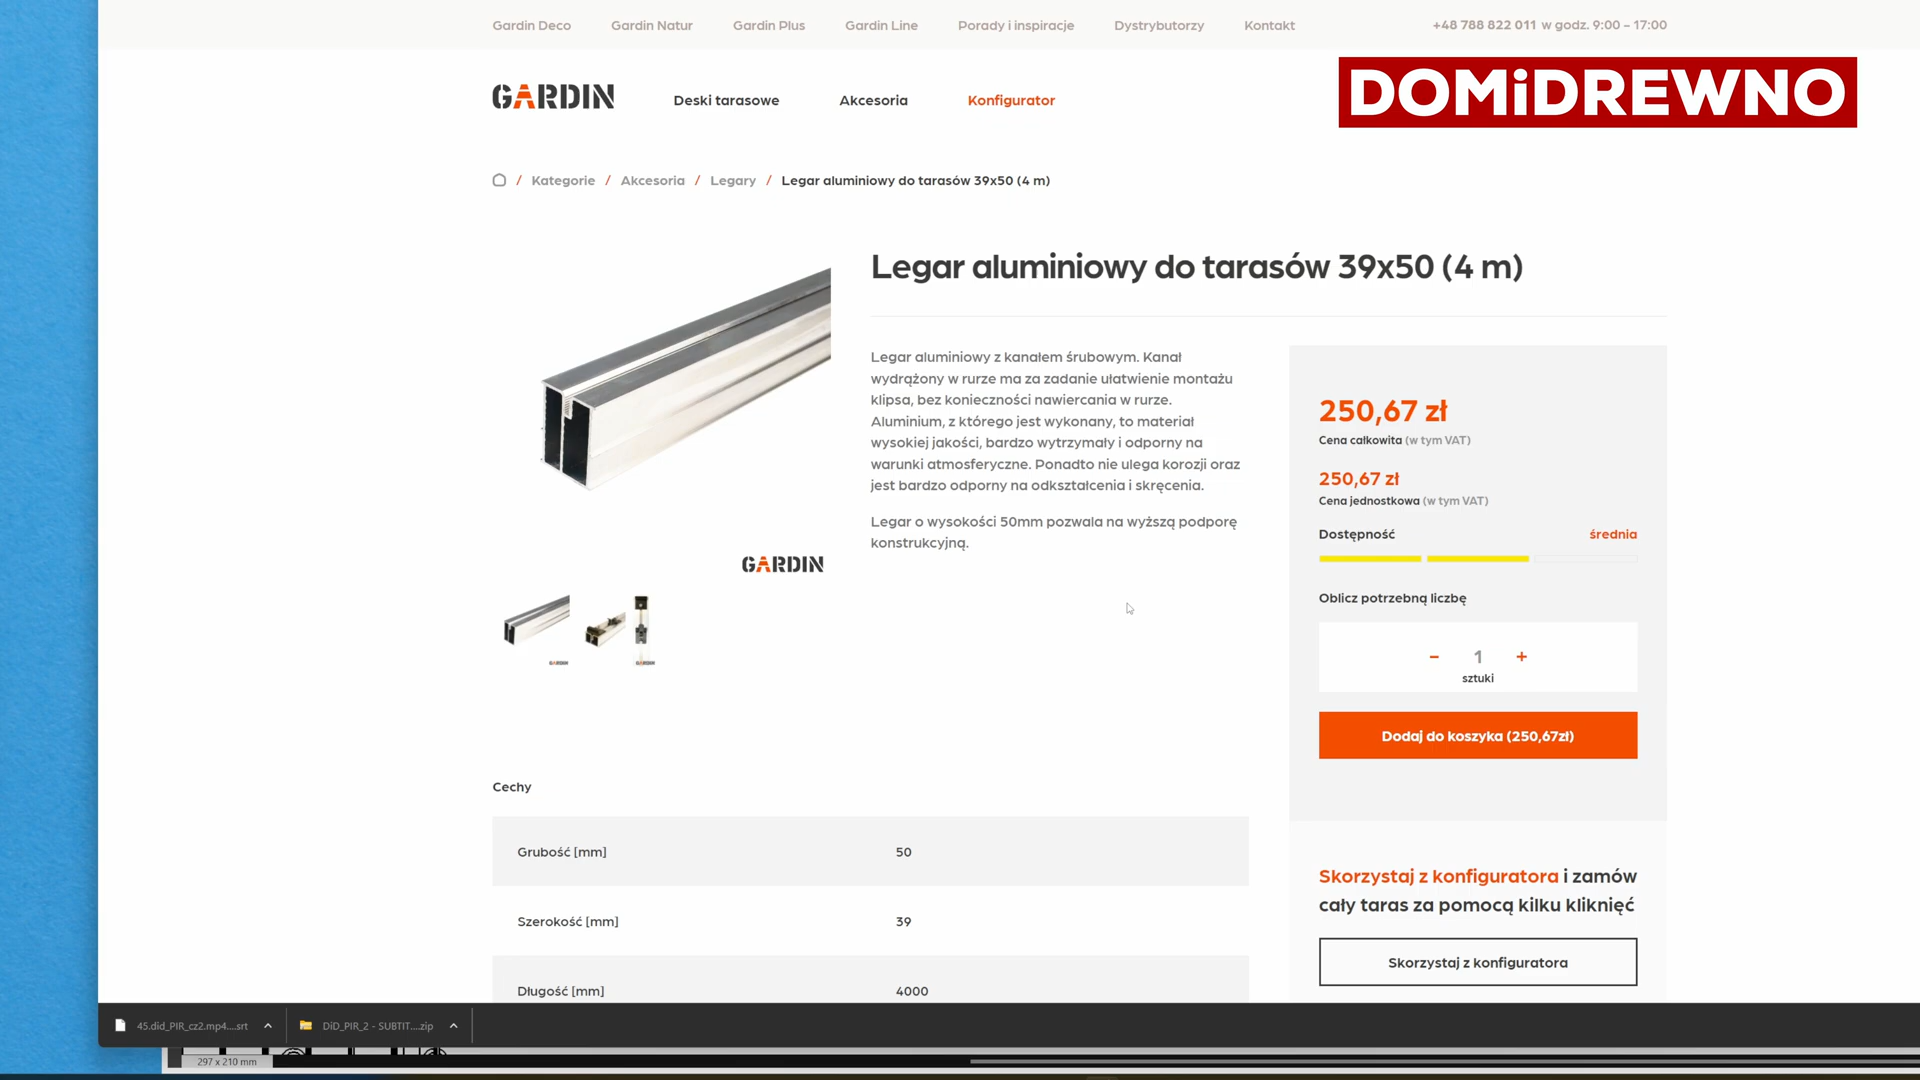 Gardin Deco Gardin Natur Gardin Plus Gardin Line Porady i inspiracje Dystrybutorzy Kontakt +48 788 822 011 w godz. 9:00 - 17:00
GARDIN Deski tarasowe Akcesoria Konfigurator
DOMiDREWNO
/ Kategorie / Akcesoria / Legary / Legar aluminiowy do tarasów 39x50 (4 m)
Legar aluminiowy do tarasów 39x50 (4 m)
Legar aluminiowy z kanałem śrubowym. Kanał
wydrążony w rurze ma za zadanie ułatwienie montażu
klipsa, bez konieczności nawiercania w rurze.
Aluminium, z którego jest wykonany, to materiał
wysokiej jakości, bardzo wytrzymały i odporny na
warunki atmosferyczne. Ponadto nie ulega korozji oraz
jest bardzo odporny na odkształcenia i skręcenia.
Legar o wysokości 50mm pozwala na wyższą podporę
konstrukcyjną.
GARDIN
GARDIN GARDIN
250,67 zł
Cena całkowita (w tym VAT)
250,67 zł
Cena jednostkowa (w tym VAT)
Dostępność średnia
Oblicz potrzebną liczbę
- 1 +
sztuki
Dodaj do koszyka (250,67zł)
Cechy
Grubość [mm] 50
Szerokość [mm] 39
Długość [mm] 4000
Skorzystaj z konfiguratora i zamów
cały taras za pomocą kilku kliknięć
Skorzystaj z konfiguratora
45.did_PIR_cz2.mp4....srt DiD_PIR_2 - SUBTIT....zip
297 x 210 mm